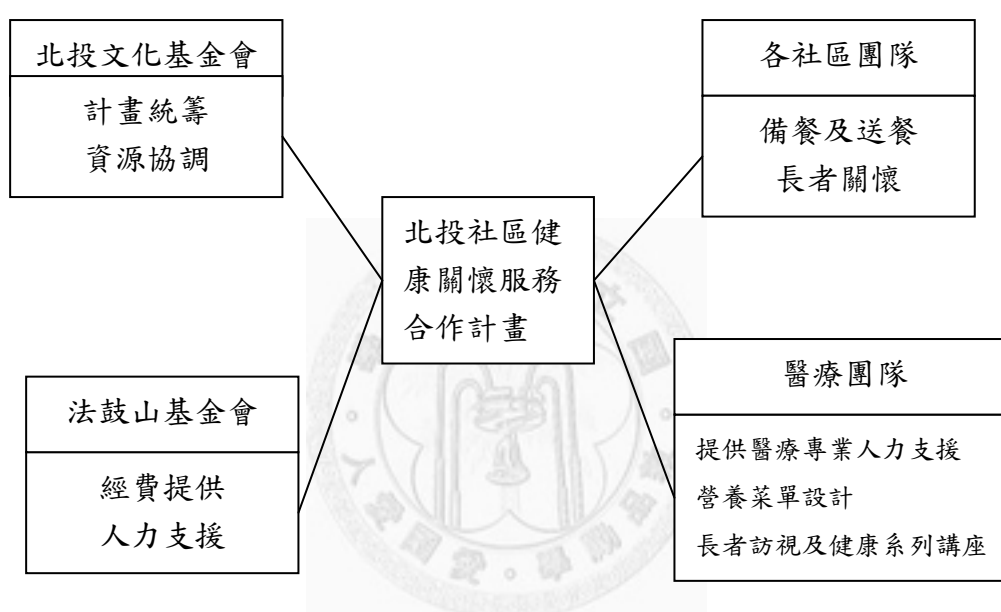 北投文化基金會
計畫統籌
資源協調
各社區團隊
備餐及送餐
長者關懷
北投社區健
康關懷服務
合作計畫
法鼓山基金會
經費提供
人力支援
醫療團隊
提供醫療專業人力支援
營養菜單設計
長者訪視及健康系列講座